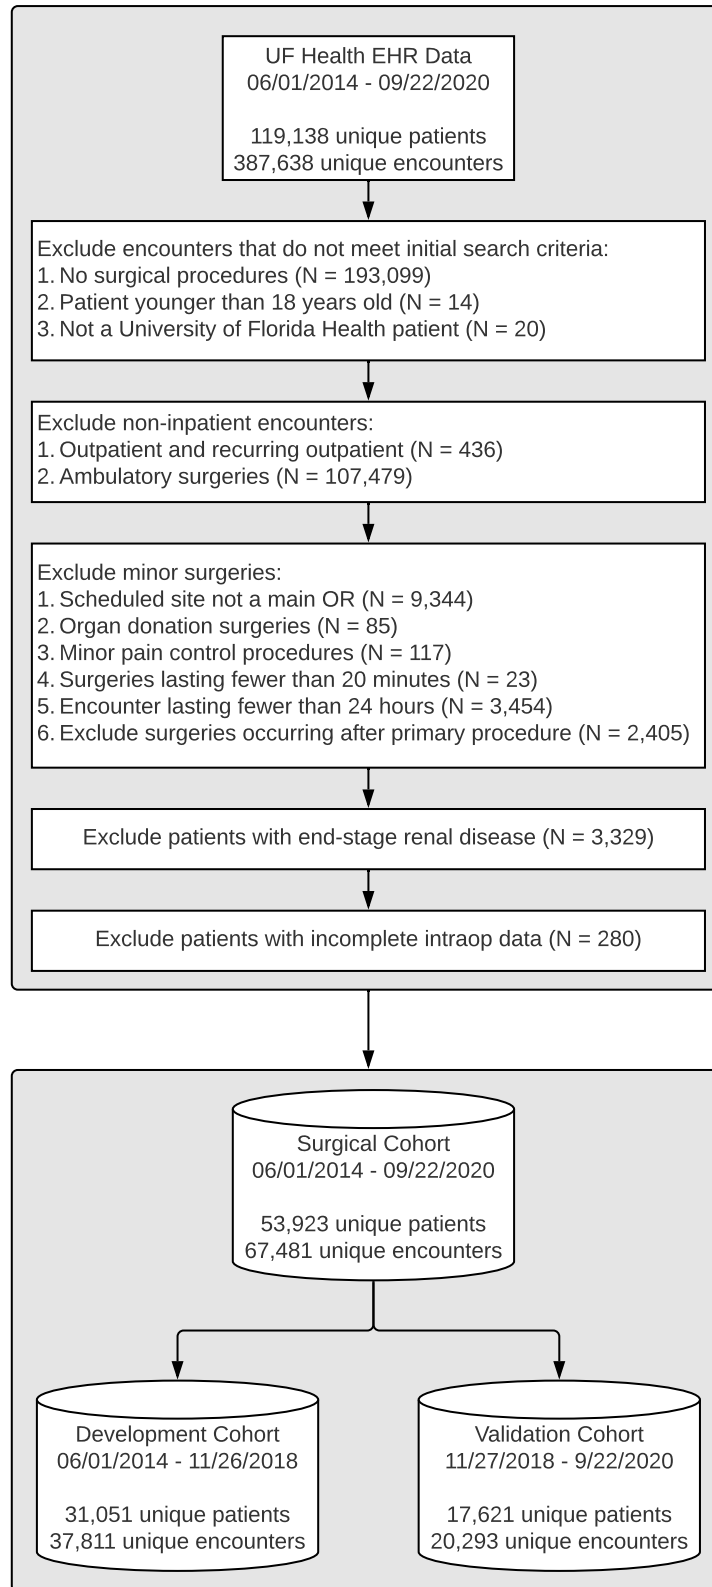 UF Health EHR Data
06/01/2014 - 09/22/2020
119,138 unique patients
387,638 unique encounters
Exclude encounters that do not meet initial search criteria:
1. No surgical procedures (N = 193,099)
2. Patient younger than 18 years old (N = 14)
3. Not a University of Florida Health patient (N = 20)
Exclude non-inpatient encounters:
1. Outpatient and recurring outpatient (N = 436)
2. Ambulatory surgeries (N = 107,479)
Exclude minor surgeries:
1. Scheduled site not a main OR (N = 9,344)
2. Organ donation surgeries (N = 85)
3. Minor pain control procedures (N = 117)
4. Surgeries lasting fewer than 20 minutes (N = 23)
5. Encounter lasting fewer than 24 hours (N = 3,454)
6. Exclude surgeries occurring after primary procedure (N = 2,405)
Exclude patients with end-stage renal disease (N = 3,329)
Exclude patients with incomplete intraop data (N = 280)
Surgical Cohort
06/01/2014 - 09/22/2020
53,923 unique patients
67,481 unique encounters
Development Cohort
06/01/2014 - 11/26/2018
31,051 unique patients
37,811 unique encounters
Validation Cohort
11/27/2018 - 9/22/2020
17,621 unique patients
20,293 unique encounters